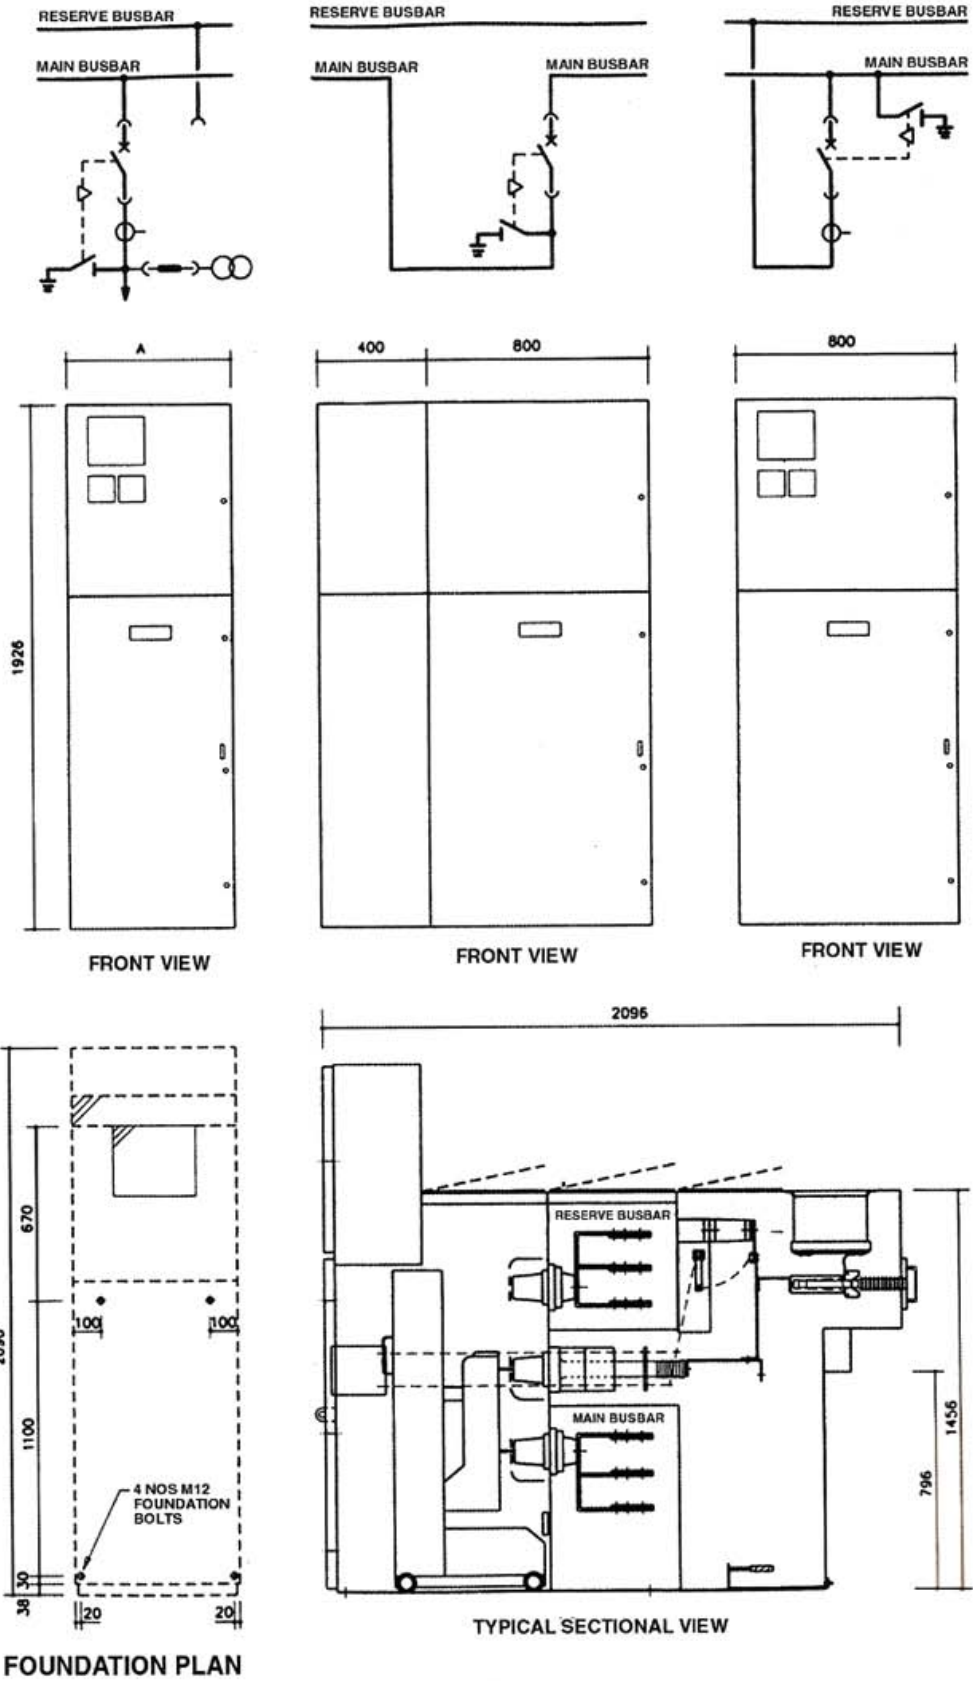 RESERVE BUSBAR
RESERVE BUSBAR
RESERVE BUSBAR
MAIN BUSBAR
MAIN BUSBAR
MAIN BUSBAR
MAIN BUSBAR
A
400
800
800
1926
FRONT VIEW
FRONT VIEW
FRONT VIEW
2096
670
100
100
1100
4 NOS M12
FOUNDATION
BOLTS
30
38
20
20
FOUNDATION PLAN
RESERVE BUSBAR
MAIN BUSBAR
1456
796
TYPICAL SECTIONAL VIEW